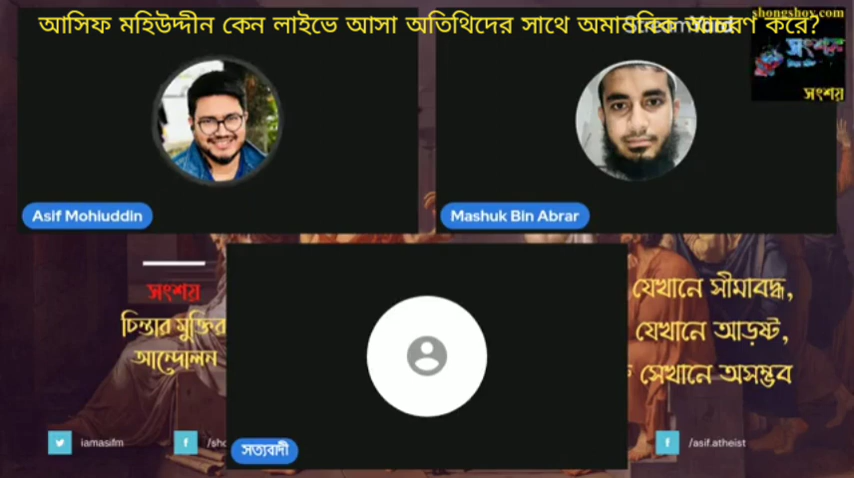 আসিফ মহিউদ্দীন কেন লাইভে আসা অতিথিদের সাথে অমানবিক আচরণ করে?
shongshoy.com
সংশয়
Asif Mohiuddin
Mashuk Bin Abrar
সংশয়
চিন্তার মুক্তির
আন্দোলন
যেখানে সীমাবদ্ধ,
যেখানে আড়ষ্ট,
সেখানে অসম্ভব
সত্যবাদী
iamasifm
/sho
/asif.atheist